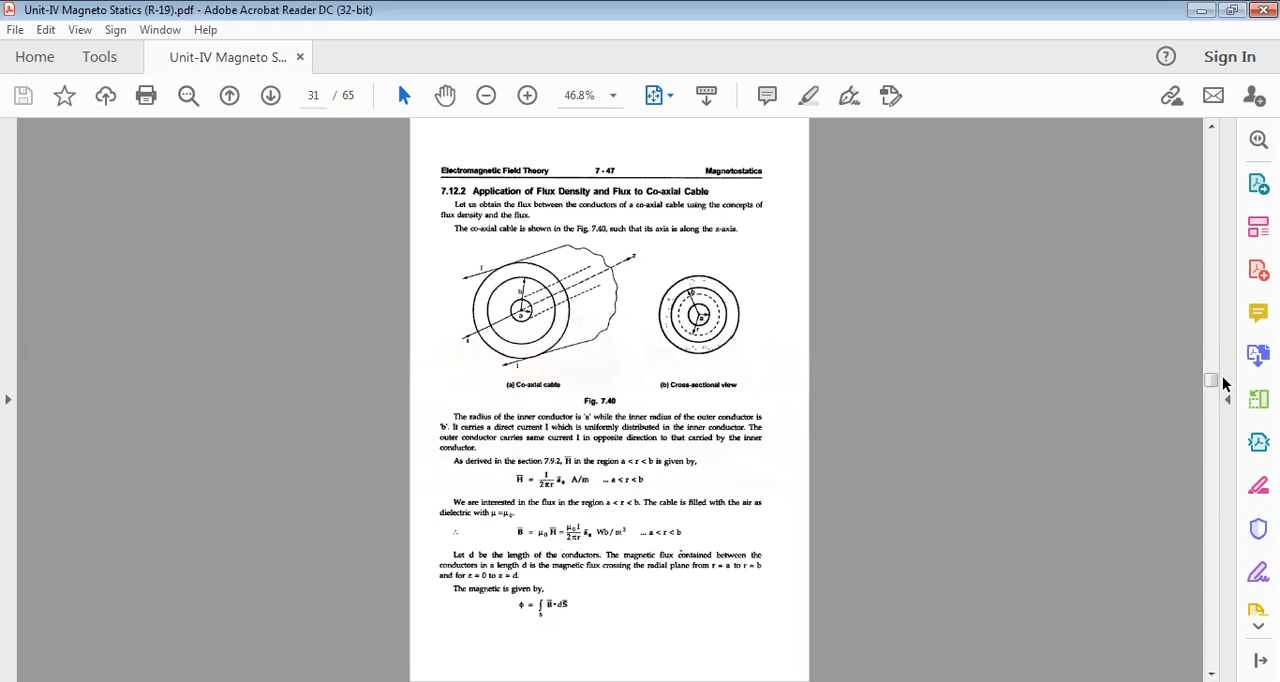 Unit-IV Magneto Statics (R-19).pdf - Adobe Acrobat Reader DC (32-bit)
File Edit View Sign Window Help
Home Tools Unit-IV Magneto S... × Sign In
31 / 65 46.8%
Electromagnetic Field Theory 7 - 47 Magnetostatics
7.12.2 Application of Flux Density and Flux to Co-axial Cable
Let us obtain the flux between the conductors of a co-axial cable using the concepts of
flux density and the flux.
The co-axial cable is shown in the Fig. 7.40, such that its axis is along the z-axis.
I z
b b
a a
r
I
I
(a) Co-axial cable (b) Cross-sectional view
Fig. 7.40
The radius of the inner conductor is 'a' while the inner radius of the outer conductor is
'b'. It carries a direct current I which is uniformly distributed in the inner conductor. The
outer conductor carries same current I in opposite direction to that carried by the inner
conductor.
As derived in the section 7.9.2, H̅ in the region a < r < b is given by,
H̅ = I/2πr a̅ϕ A/m ...a < r < b
We are interested in the flux in the region a < r < b. The cable is filled with the air as
dielectric with μ = μ₀.
∴ B̅ = μ₀ H̅ = μ₀I/2πr a̅ϕ Wb/m² ...a < r < b
Let d be the length of the conductors. The magnetic flux contained between the
conductors in a length d is the magnetic flux crossing the radial plane from r = a to r = b
and for z = 0 to z = d.
The magnetic is given by,
ϕ = ∫ B̅ • dS̅
S